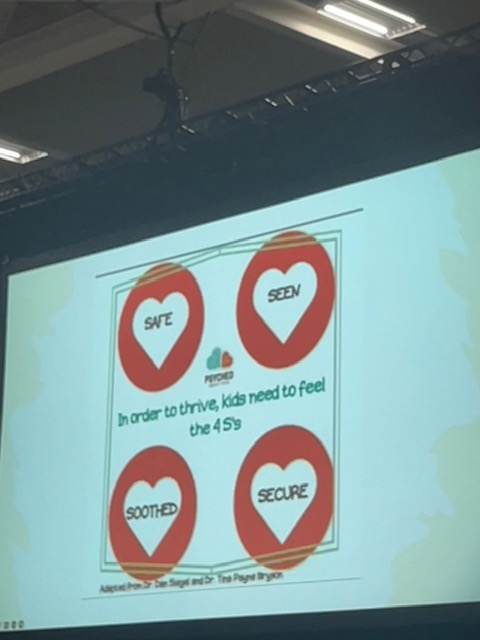 SAFE
SEEN
PSYCHED
In order to thrive, kids need to feel
the 4 S's
SOOTHED
SECURE
Adapted from Dr. Dan Siegel and Dr. Tina Payne Bryson